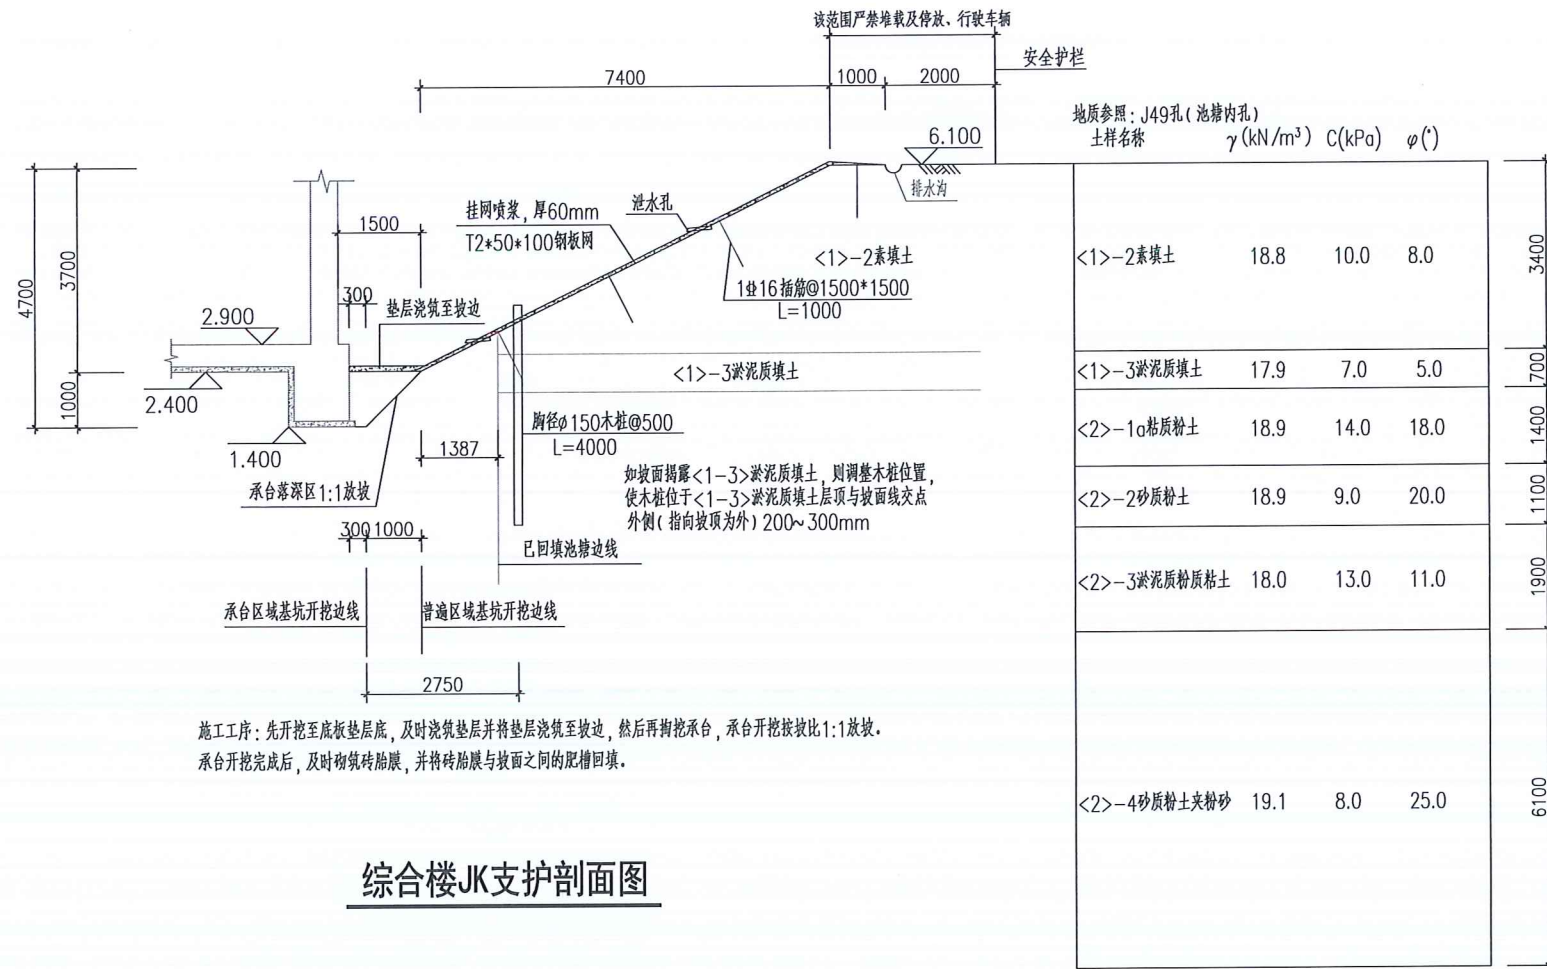 该范围严禁堆载及停放、行驶车辆
安全护栏
7400
1000
2000
6.100
排水沟
挂网喷浆，厚60mm
T2*50*100钢板网
泄水孔
<1>-2素填土
1⌀16插筋@1500*1500
L=1000
1500
300
垫层浇筑至坡边
4700
3700
1000
2.900
2.400
1.400
<1>-3淤泥质填土
胸径φ150木桩@500
L=4000
1387
承台落深区1:1放坡
如坡面揭露<1-3>淤泥质填土，则调整木桩位置，
使木桩位于<1-3>淤泥质填土层顶与坡面线交点
外侧(指向坡顶为外)200~300mm
300
1000
已回填池塘边线
承台区域基坑开挖边线
普遍区域基坑开挖边线
2750
施工工序：先开挖至底板垫层底，及时浇筑垫层并将垫层浇筑至坡边，然后再掏挖承台，承台开挖按坡比1:1放坡。
承台开挖完成后，及时砌筑砖胎膜，并将砖胎膜与坡面之间的肥槽回填。
综合楼JK支护剖面图
地质参照：J49孔(池塘内孔)
土样名称 γ(kN/m³) C(kPa) φ(°)
<1>-2素填土 18.8 10.0 8.0 3400
<1>-3淤泥质填土 17.9 7.0 5.0 700
<2>-1a粘质粉土 18.9 14.0 18.0 1400
<2>-2砂质粉土 18.9 9.0 20.0 1100
<2>-3淤泥质粉质粘土 18.0 13.0 11.0 1900
<2>-4砂质粉土夹粉砂 19.1 8.0 25.0 6100